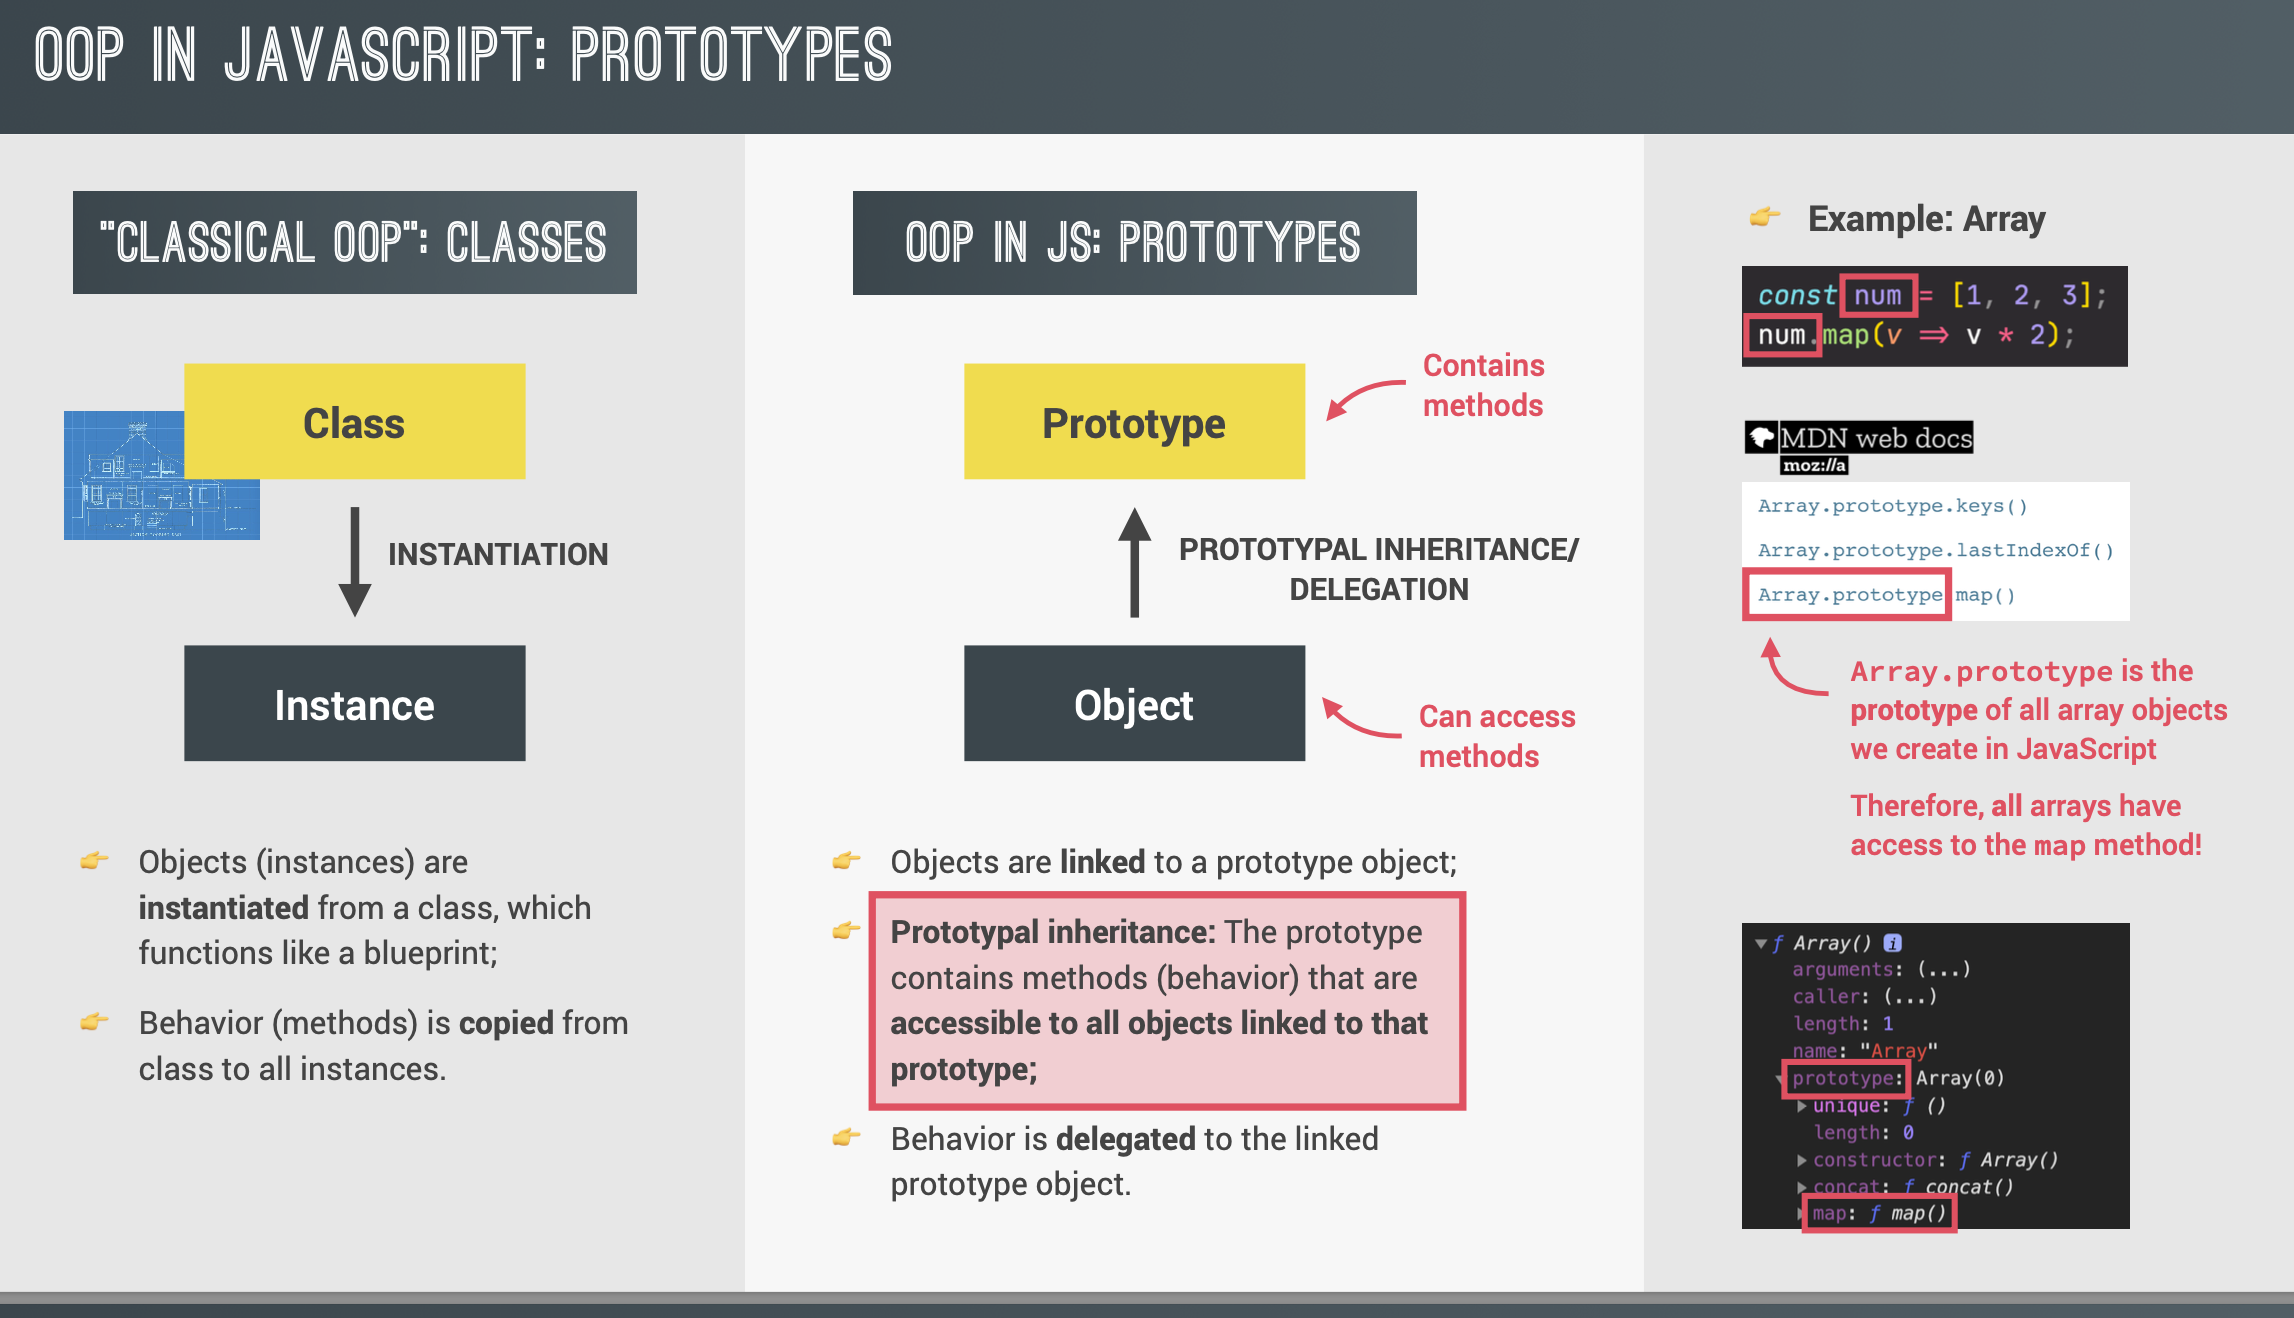 OOP IN JAVASCRIPT: PROTOTYPES
"CLASSICAL OOP": CLASSES
Class
INSTANTIATION
Instance
Objects (instances) are
instantiated from a class, which
functions like a blueprint;
Behavior (methods) is copied from
class to all instances.
OOP IN JS: PROTOTYPES
Prototype
Contains
methods
PROTOTYPAL INHERITANCE/
DELEGATION
Object
Can access
methods
Objects are linked to a prototype object;
Prototypal inheritance: The prototype
contains methods (behavior) that are
accessible to all objects linked to that
prototype;
Behavior is delegated to the linked
prototype object.
Example: Array
const num = [1, 2, 3];
num.map(v => v * 2);
MDN web docs
moz://a
Array.prototype.keys()
Array.prototype.lastIndexOf()
Array.prototype.map()
Array.prototype is the
prototype of all array objects
we create in JavaScript
Therefore, all arrays have
access to the map method!
▼ƒ Array() i
arguments: (...)
caller: (...)
length: 1
name: "Array"
prototype: Array(0)
▶unique: ƒ ()
length: 0
▶constructor: ƒ Array()
▶concat: ƒ concat()
▶map: ƒ map()